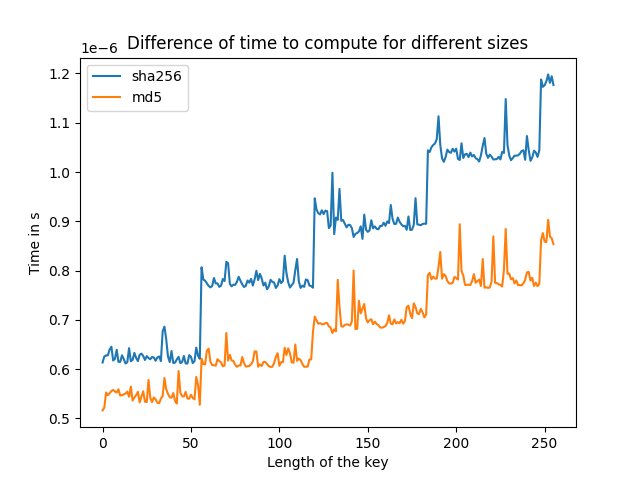 Difference of time to compute for different sizes
1e−6
sha256
md5
1.2
1.1
1.0
0.9
0.8
0.7
0.6
0.5
Time in s
0 50 100 150 200 250
Length of the key